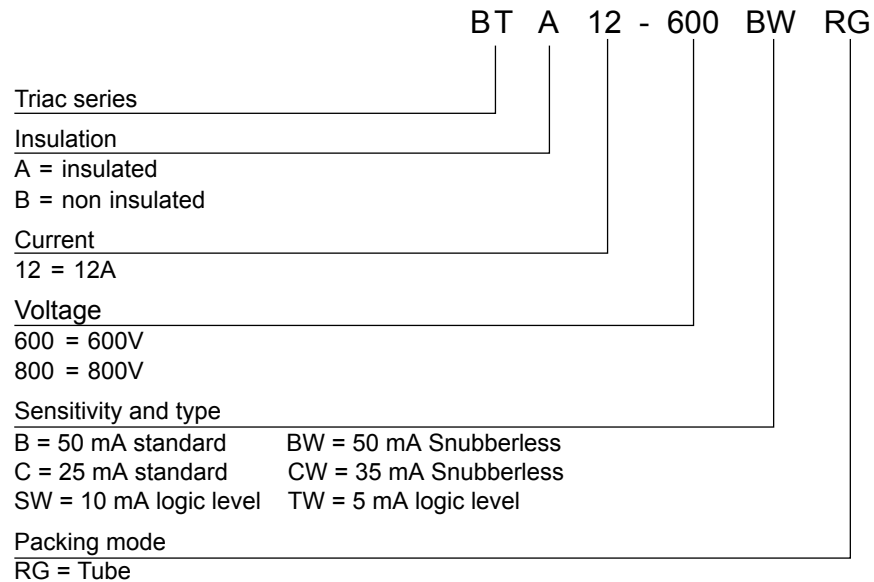 BT A 12 - 600 BW RG
Triac series
Insulation
A = insulated
B = non insulated
Current
12 = 12A
Voltage
600 = 600V
800 = 800V
Sensitivity and type
B = 50 mA standard BW = 50 mA Snubberless
C = 25 mA standard CW = 35 mA Snubberless
SW = 10 mA logic level TW = 5 mA logic level
Packing mode
RG = Tube